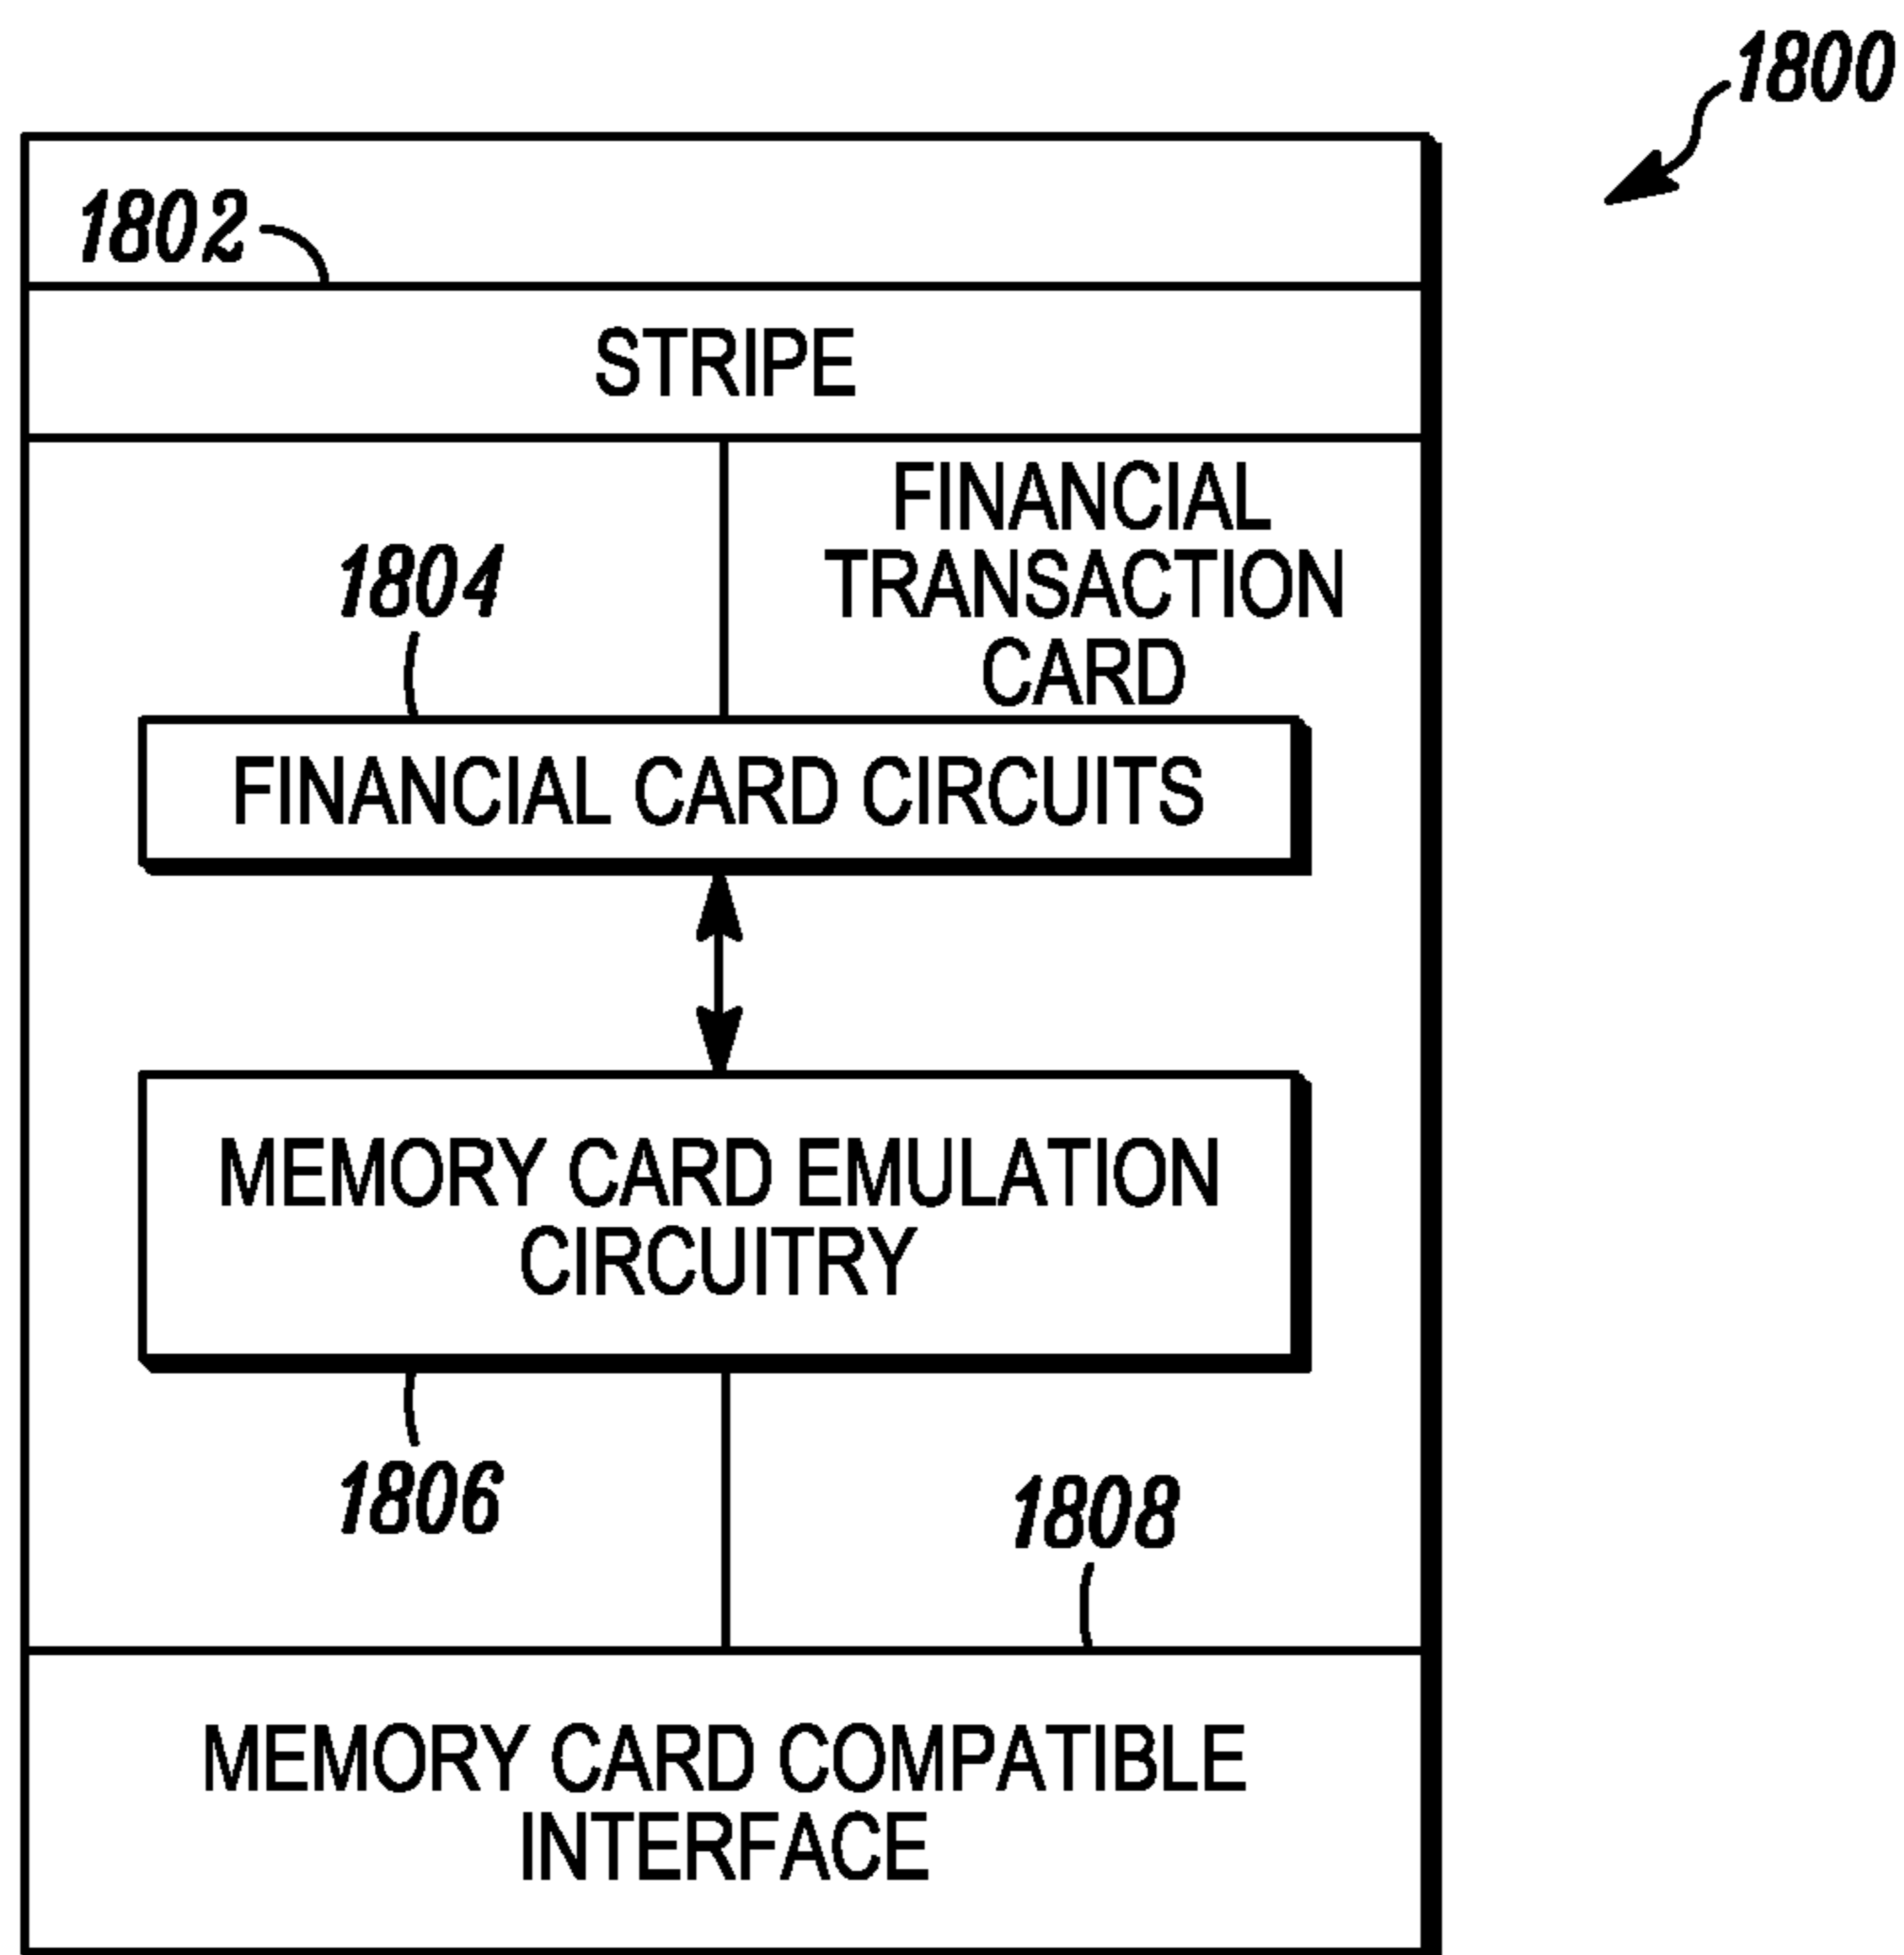 1800
1802
STRIPE
FINANCIAL
TRANSACTION
CARD
1804
FINANCIAL CARD CIRCUITS
MEMORY CARD EMULATION
CIRCUITRY
1806
1808
MEMORY CARD COMPATIBLE
INTERFACE